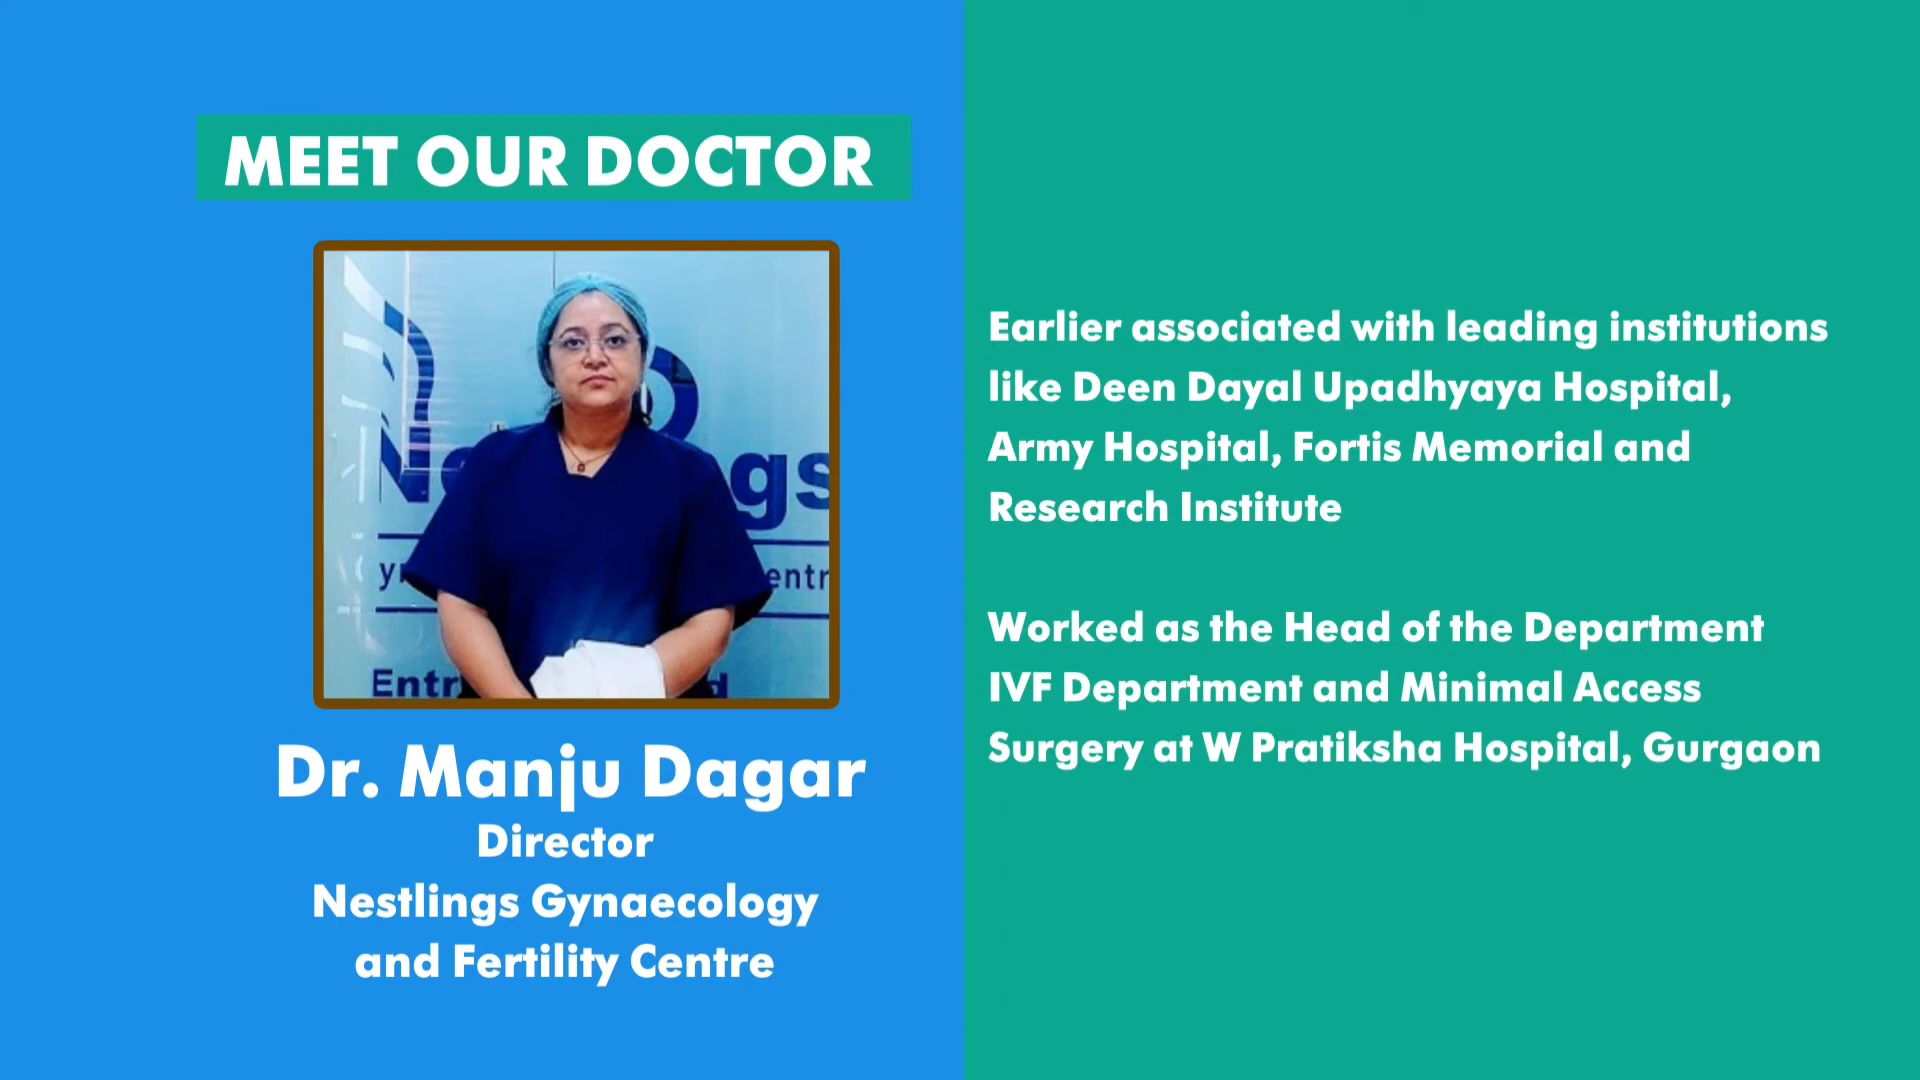 MEET OUR DOCTOR
Dr. Manju Dagar
Director
Nestlings Gynaecology
and Fertility Centre
Earlier associated with leading institutions
like Deen Dayal Upadhyaya Hospital,
Army Hospital, Fortis Memorial and
Research Institute
Worked as the Head of the Department
IVF Department and Minimal Access
Surgery at W Pratiksha Hospital, Gurgaon